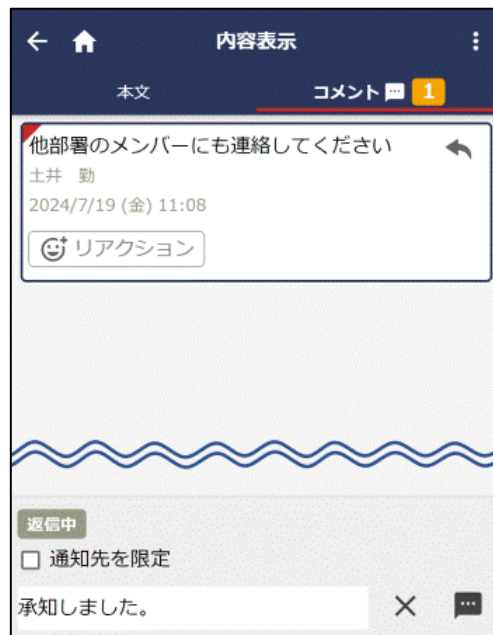 内容表示
本文
コメント 1
他部署のメンバーにも連絡してください
土井 勤
2024/7/19 (金) 11:08
リアクション
返信中
通知先を限定
承知しました。